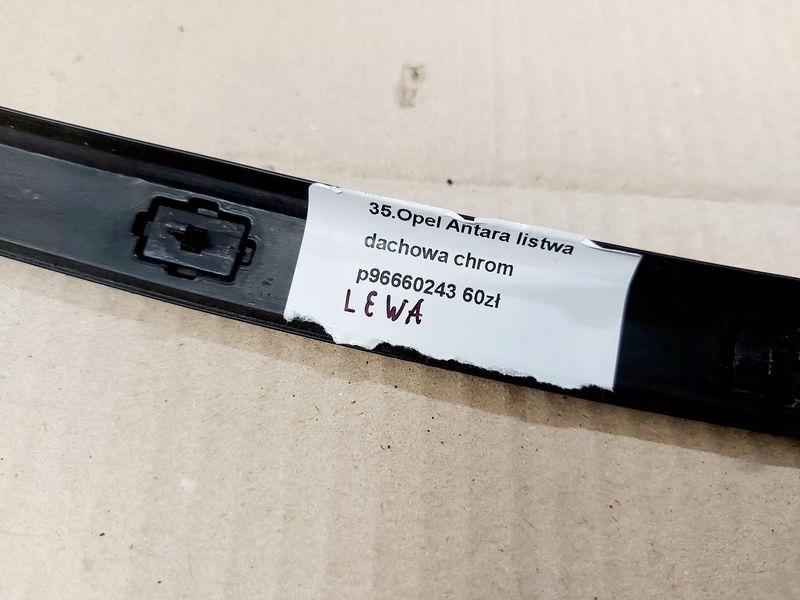 35.Opel Antara listwa
dachowa chrom
p96660243 60zł
LEWA